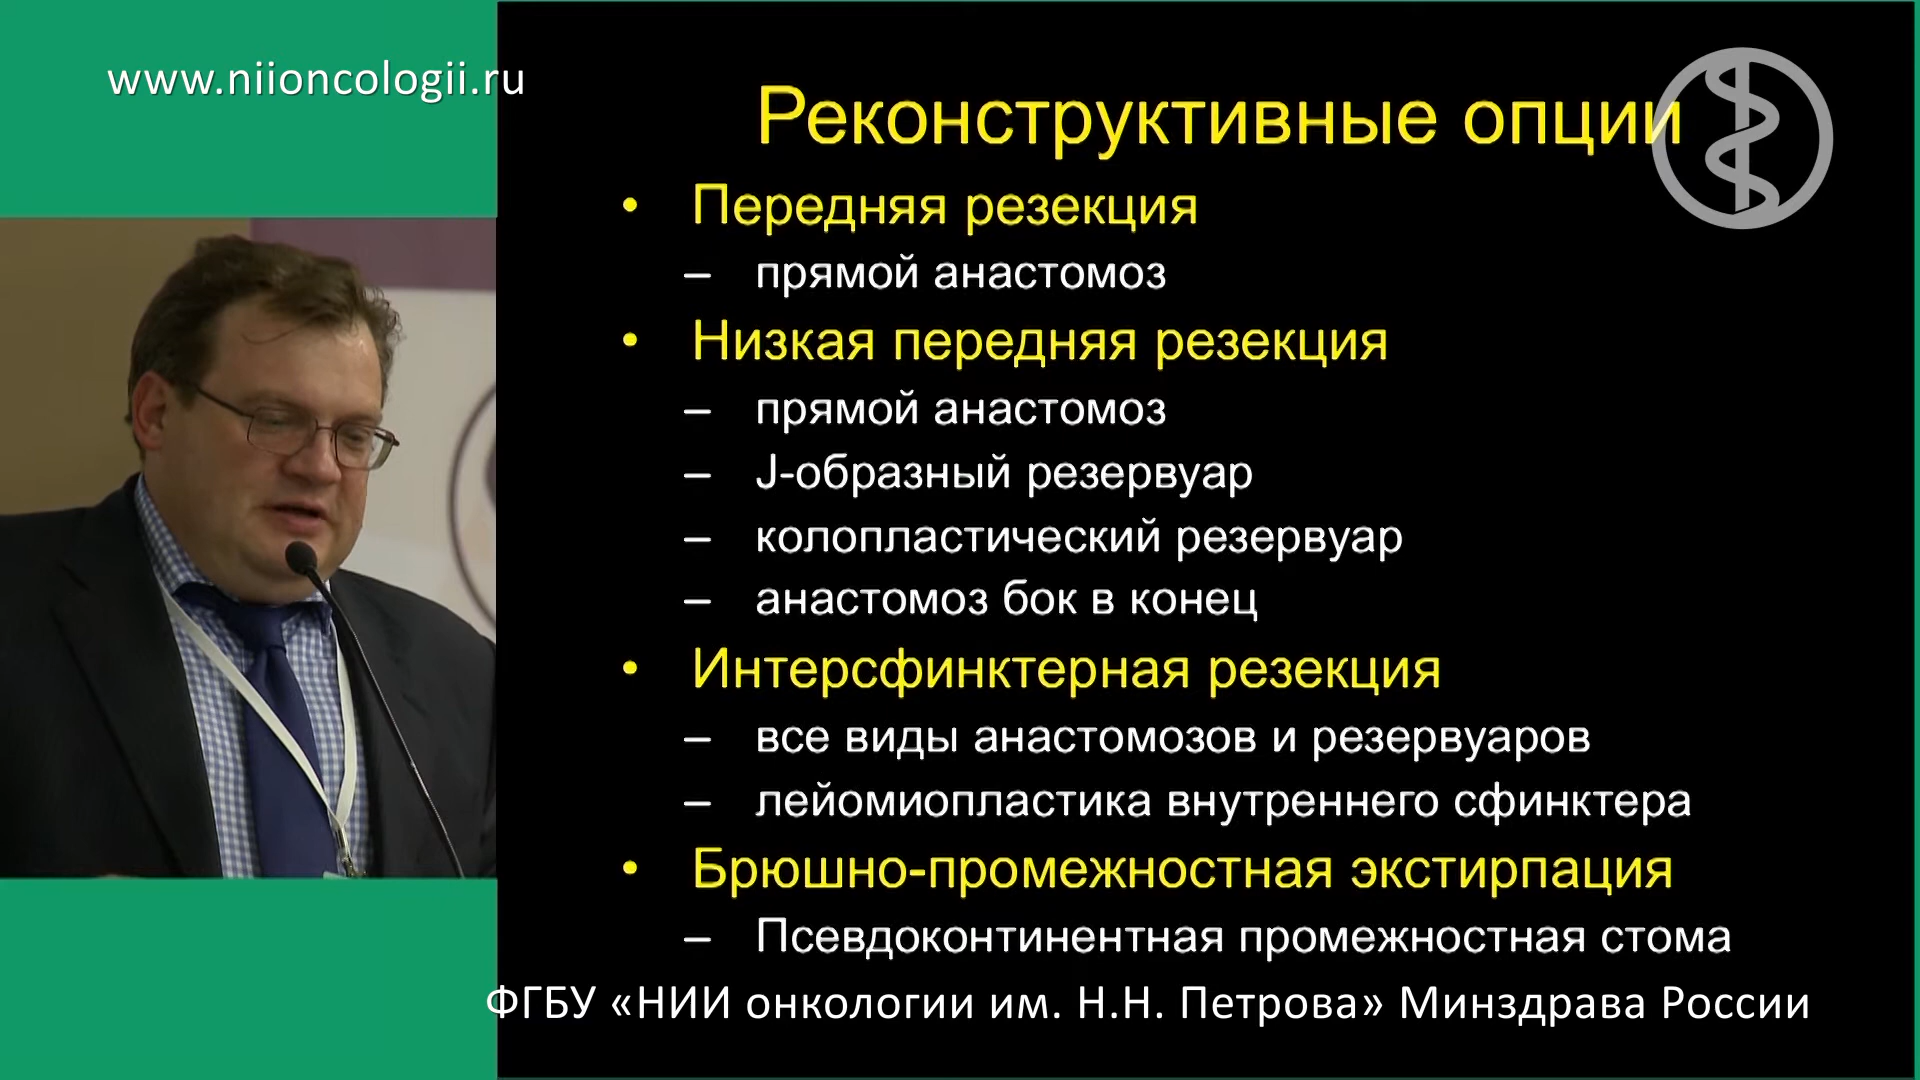 www.niioncologii.ru
Реконструктивные опции
• Передняя резекция
– прямой анастомоз
• Низкая передняя резекция
– прямой анастомоз
– J-образный резервуар
– колопластический резервуар
– анастомоз бок в конец
• Интерсфинктерная резекция
– все виды анастомозов и резервуаров
– лейомиопластика внутреннего сфинктера
• Брюшно-промежностная экстирпация
– Псевдоконтинентная промежностная стома
ФГБУ «НИИ онкологии им. Н.Н. Петрова» Минздрава России